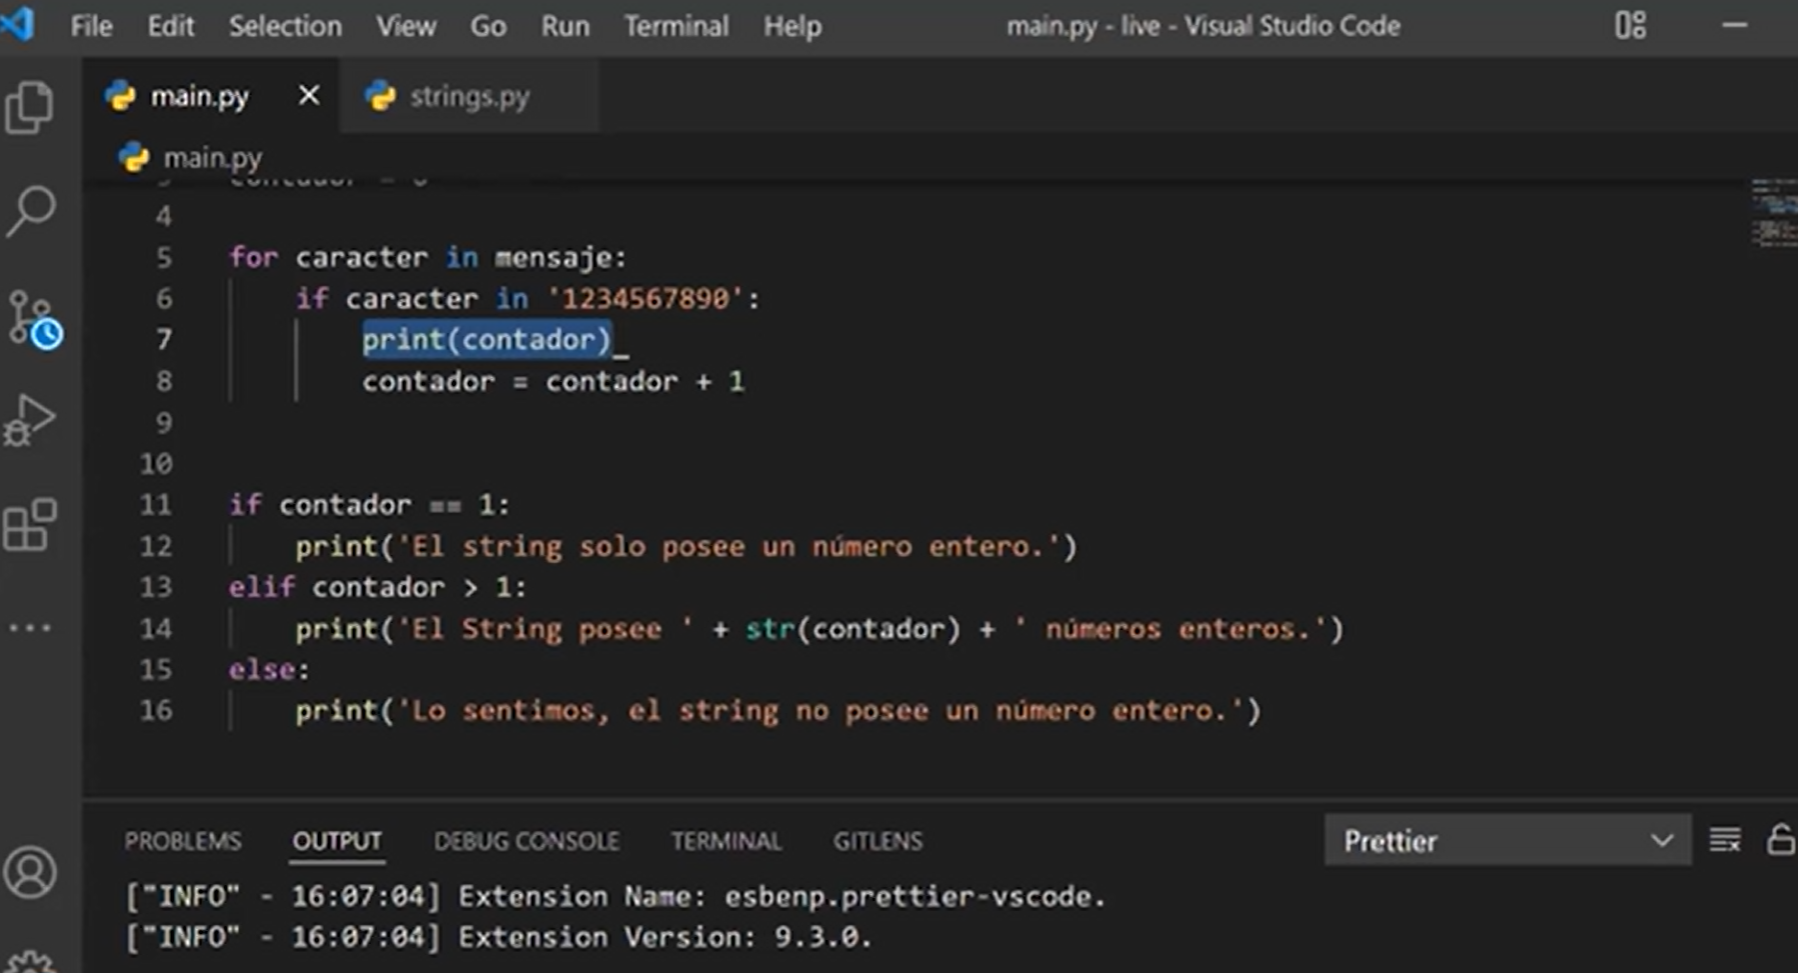 File Edit Selection View Go Run Terminal Help main.py - live - Visual Studio Code
main.py strings.py
main.py
contador = 0
4
5 for caracter in mensaje:
6 if caracter in '1234567890':
7 print(contador)
8 contador = contador + 1
9
10
11 if contador == 1:
12 print('El string solo posee un número entero.')
13 elif contador > 1:
14 print('El String posee ' + str(contador) + ' números enteros.')
15 else:
16 print('Lo sentimos, el string no posee un número entero.')
PROBLEMS OUTPUT DEBUG CONSOLE TERMINAL GITLENS Prettier
["INFO" - 16:07:04] Extension Name: esbenp.prettier-vscode.
["INFO" - 16:07:04] Extension Version: 9.3.0.